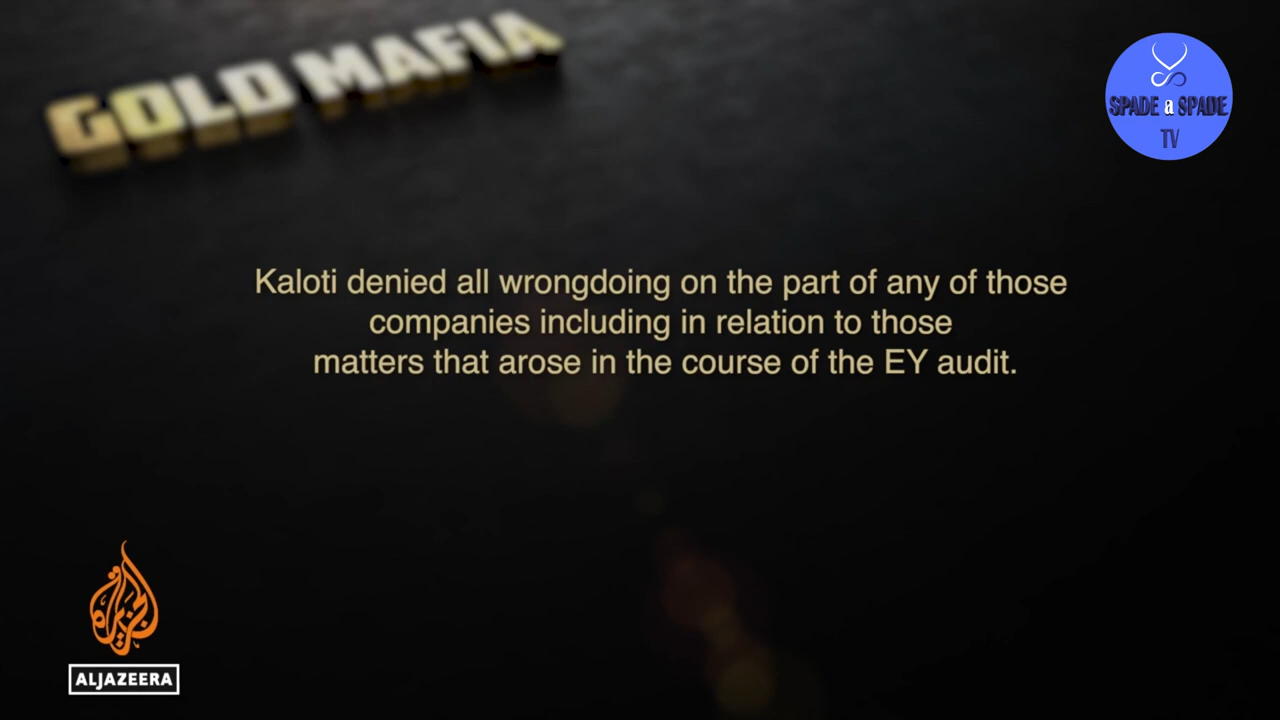 GOLD MAFIA
SPADE a SPADE
TV
Kaloti denied all wrongdoing on the part of any of those
companies including in relation to those
matters that arose in the course of the EY audit.
ALJAZEERA